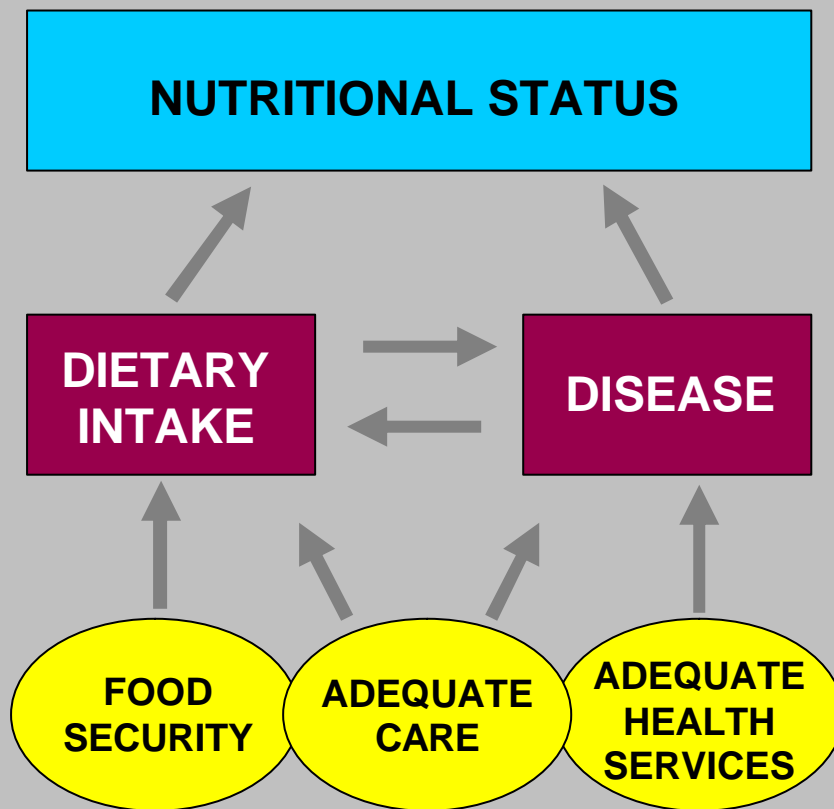 NUTRITIONAL STATUS
DIETARY
INTAKE
DISEASE
FOOD
SECURITY
ADEQUATE
CARE
ADEQUATE
HEALTH
SERVICES